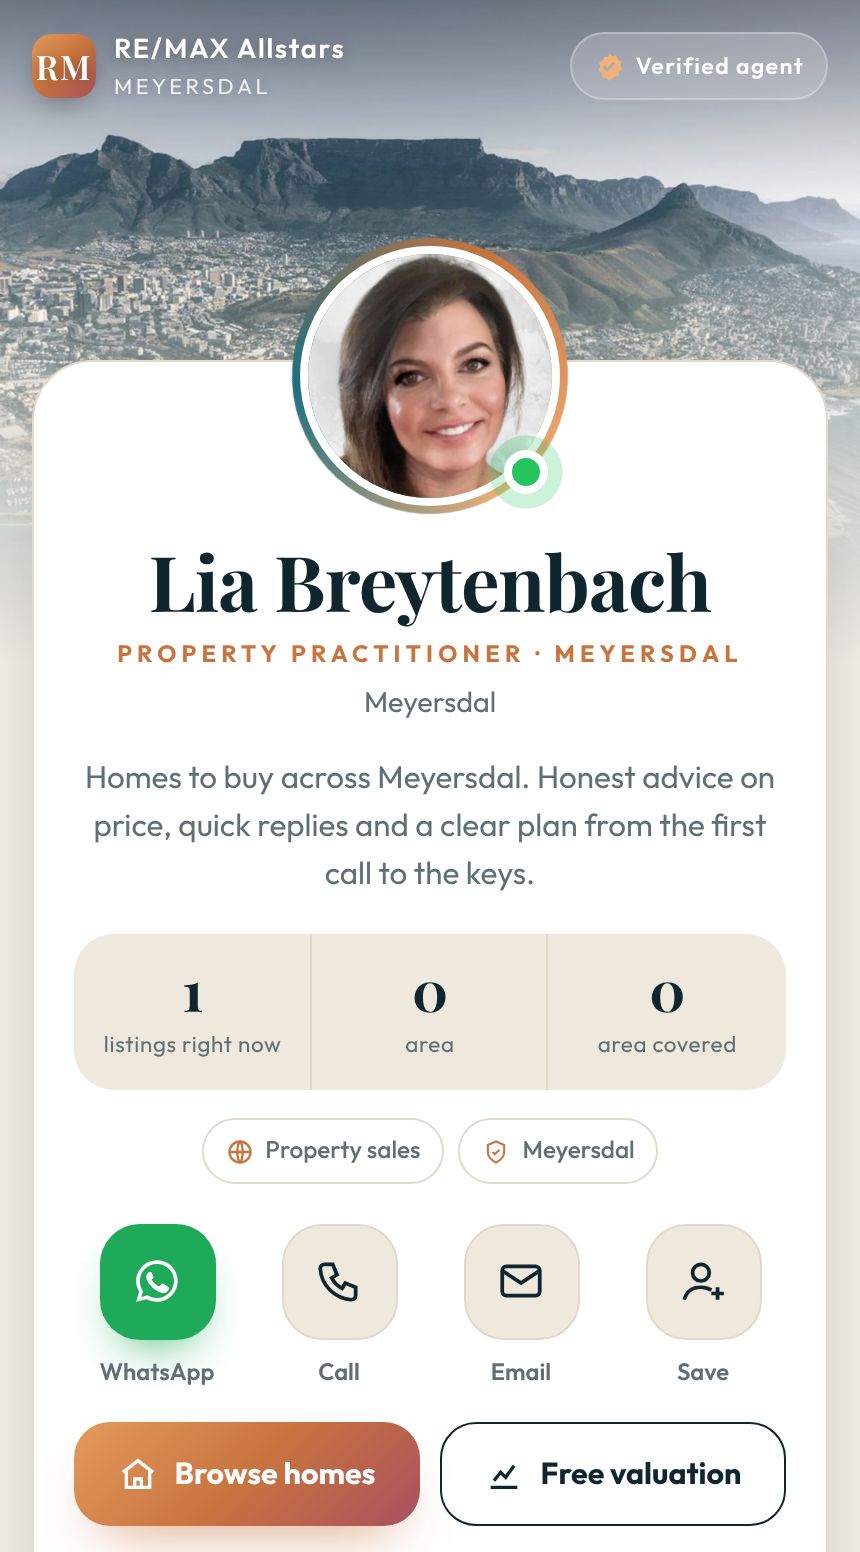 RM
RE/MAX Allstars
MEYERSDAL
Verified agent
Lia Breytenbach
PROPERTY PRACTITIONER · MEYERSDAL
Meyersdal
Homes to buy across Meyersdal. Honest advice on
price, quick replies and a clear plan from the first
call to the keys.
1
listings right now
0
area
0
area covered
Property sales
Meyersdal
WhatsApp
Call
Email
Save
Browse homes
Free valuation